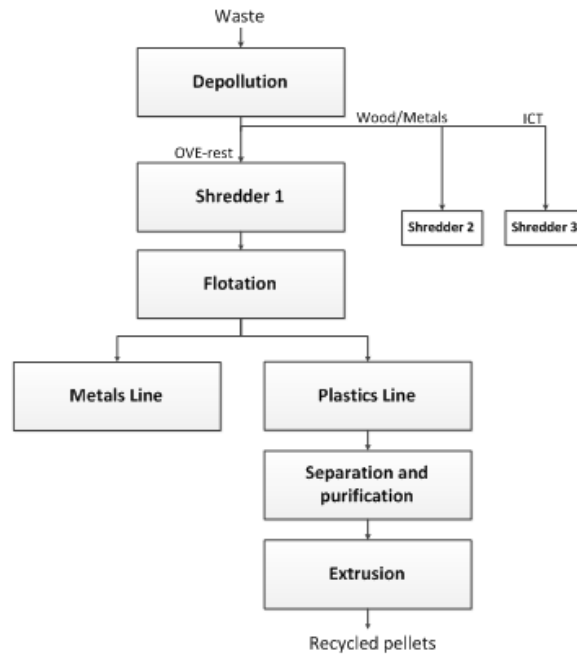 Waste
Depollution
Wood/Metals
ICT
OVE-rest
Shredder 1
Shredder 2
Shredder 3
Flotation
Metals Line
Plastics Line
Separation and
purification
Extrusion
Recycled pellets